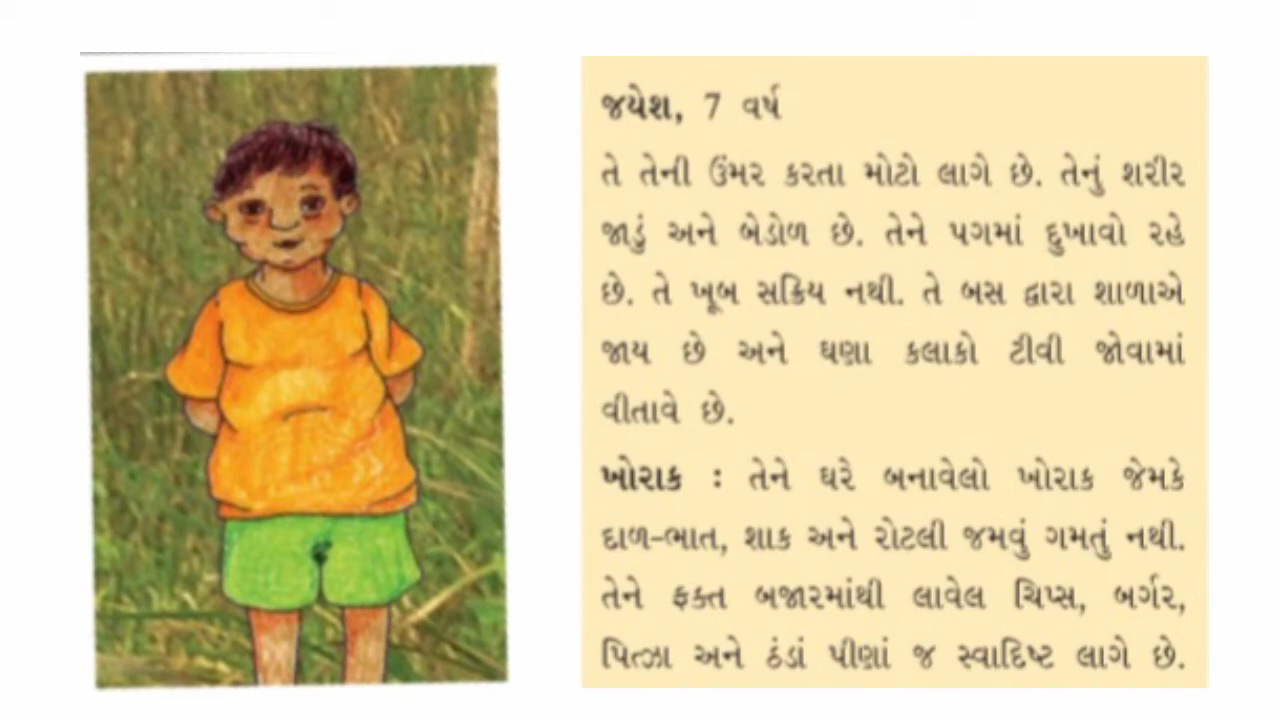 જયેશ, 7 વર્ષ
તે તેની ઉંમર કરતા મોટો લાગે છે. તેનું શરીર
જાડું અને બેડોળ છે. તેને પગમાં દુખાવો રહે
છે. તે ખૂબ સક્રિય નથી. તે બસ દ્વારા શાળાએ
જાય છે અને ઘણા કલાકો ટીવી જોવામાં
વીતાવે છે.
ખોરાક : તેને ઘરે બનાવેલો ખોરાક જેમકે
દાળ-ભાત, શાક અને રોટલી જમવું ગમતું નથી.
તેને ફક્ત બજારમાંથી લાવેલ ચિપ્સ, બર્ગર,
પિત્ઝા અને ઠંડાં પીણાં જ સ્વાદિષ્ટ લાગે છે.